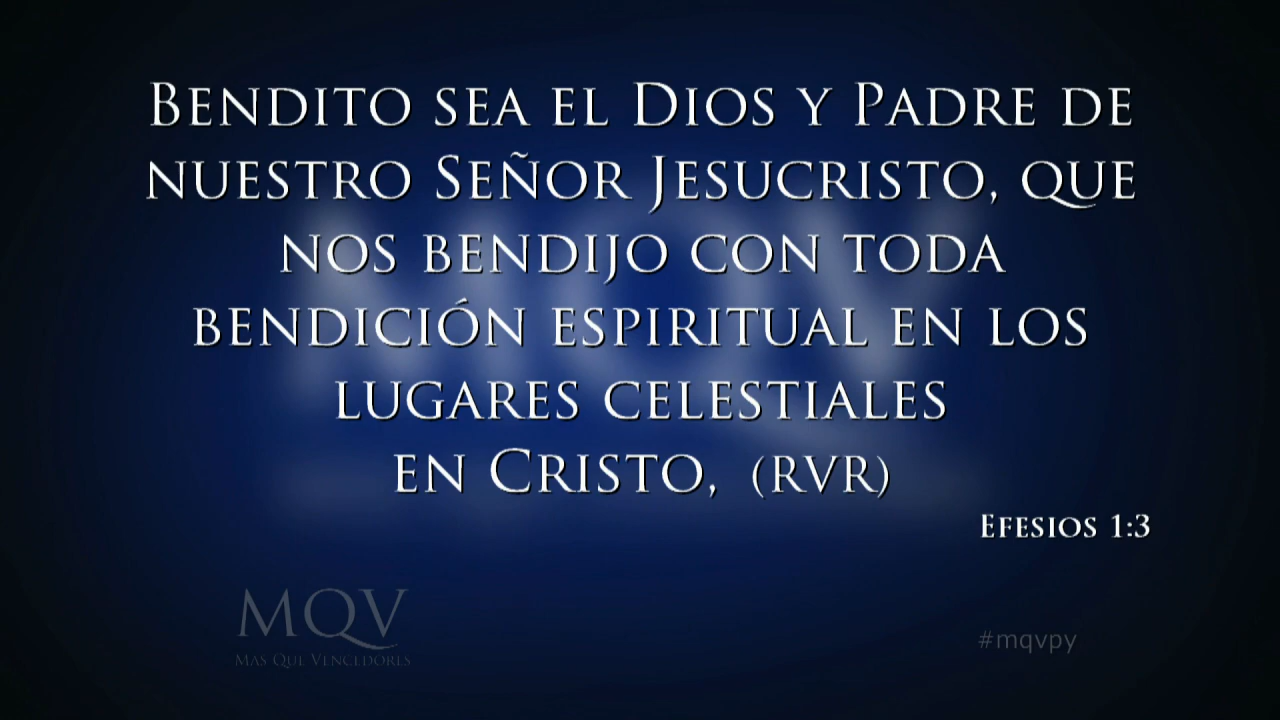 Bendito sea el Dios y Padre de
nuestro Señor Jesucristo, que
nos bendijo con toda
bendición espiritual en los
lugares celestiales
en Cristo, (RVR)
Efesios 1:3
MQV
Mas Que Vencedores
#mqvpy